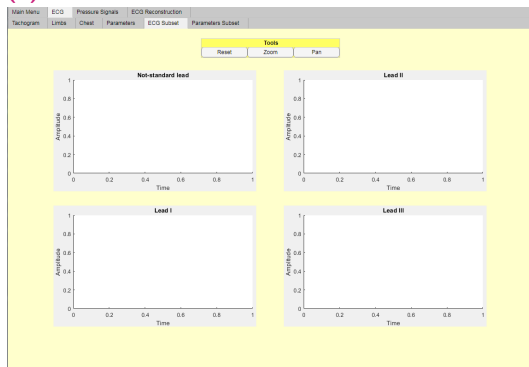 Main Menu ECG Pressure Signals ECG Reconstruction
Tachogram Limbs Chest Parameters ECG Subset Parameters Subset
Tools
Reset Zoom Pan
Not-standard lead
1
0.8
0.6
0.4
0.2
0
Amplitude
0 0.2 0.4 0.6 0.8 1
Time
Lead II
1
0.8
0.6
0.4
0.2
0
Amplitude
0 0.2 0.4 0.6 0.8 1
Time
Lead I
1
0.8
0.6
0.4
0.2
0
Amplitude
0 0.2 0.4 0.6 0.8 1
Time
Lead III
1
0.8
0.6
0.4
0.2
0
Amplitude
0 0.2 0.4 0.6 0.8 1
Time